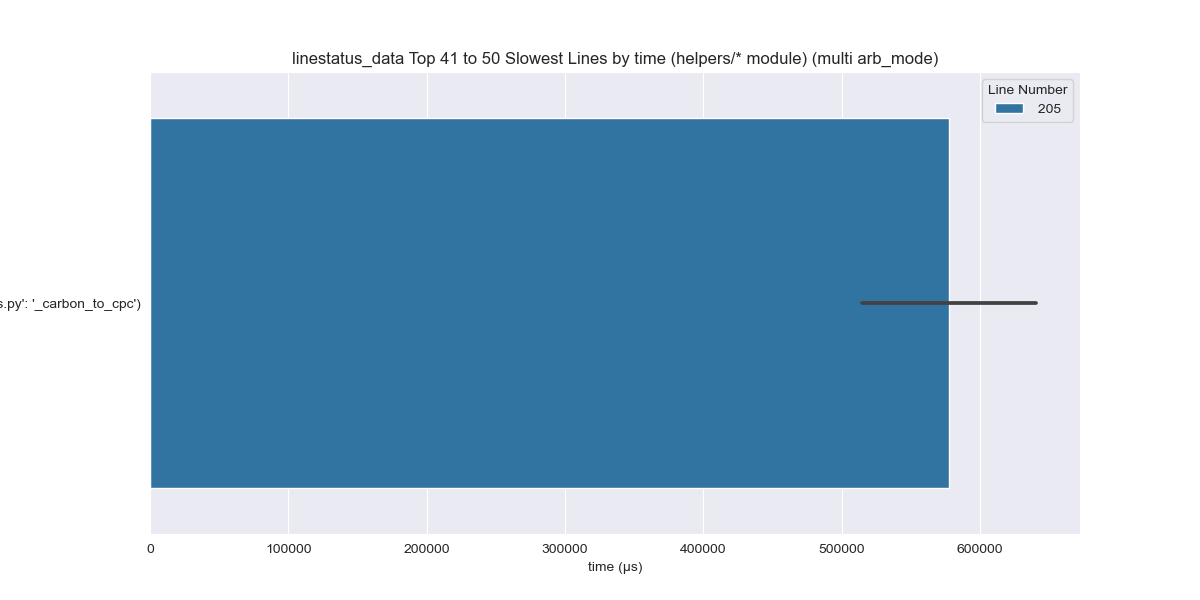 linestatus_data Top 41 to 50 Slowest Lines by time (helpers/* module) (multi arb_mode)
Line Number
205
s.py': '_carbon_to_cpc')
0 100000 200000 300000 400000 500000 600000
time (µs)